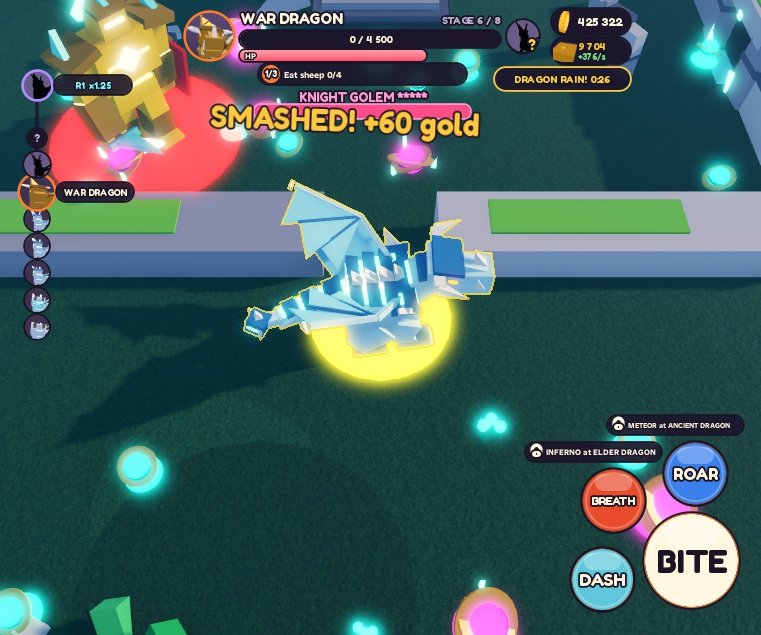 WAR DRAGON
STAGE 6 / 8
0 / 4 500
HP
1/3 Eat sheep 0/4
?
425 322
9 704
+376/s
DRAGON RAIN! 0:26
R1 x1.25
?
WAR DRAGON
KNIGHT GOLEM *****
SMASHED! +60 gold
METEOR at ANCIENT DRAGON
INFERNO at ELDER DRAGON
ROAR
BREATH
BITE
DASH